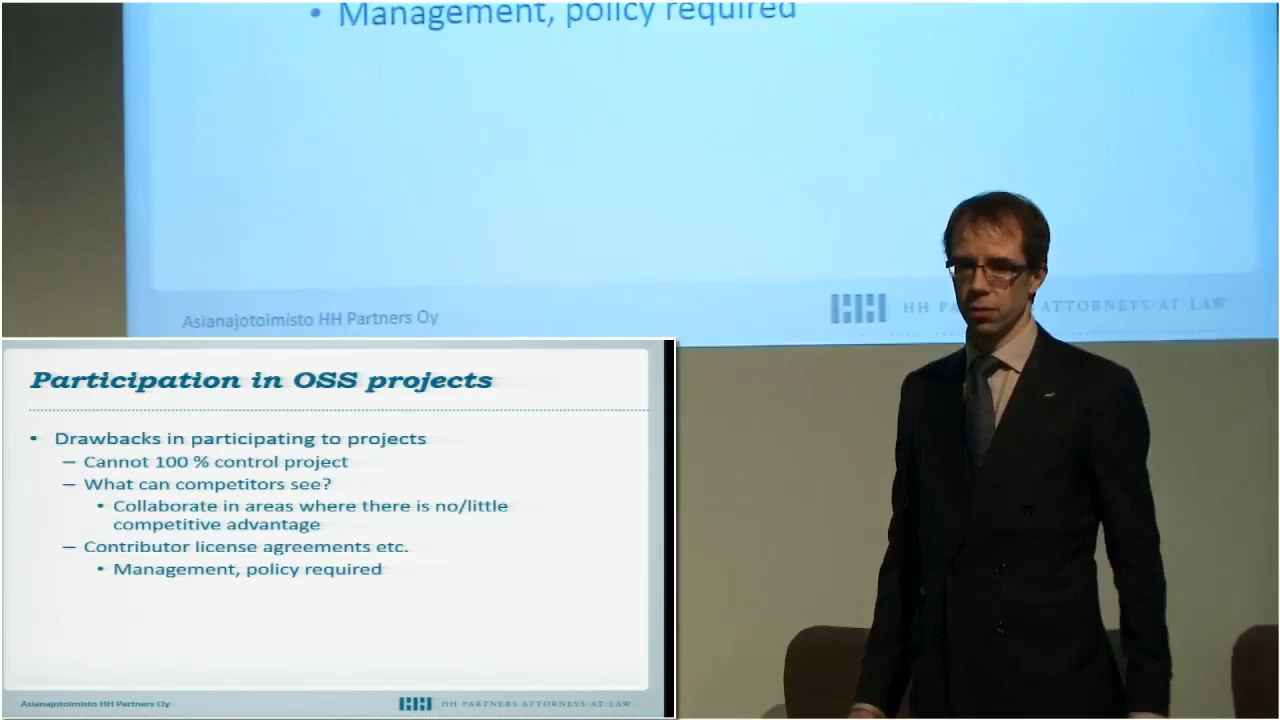 • Management, policy required
Asianajotoimisto HH Partners Oy
HH PA ATTORNEYS·AT·LAW
Participation in OSS projects
• Drawbacks in participating to projects
– Cannot 100 % control project
– What can competitors see?
• Collaborate in areas where there is no/little
competitive advantage
– Contributor license agreements etc.
• Management, policy required
Asianajotoimisto HH Partners Oy
HH PARTNERS ATTORNEYS·AT·LAW